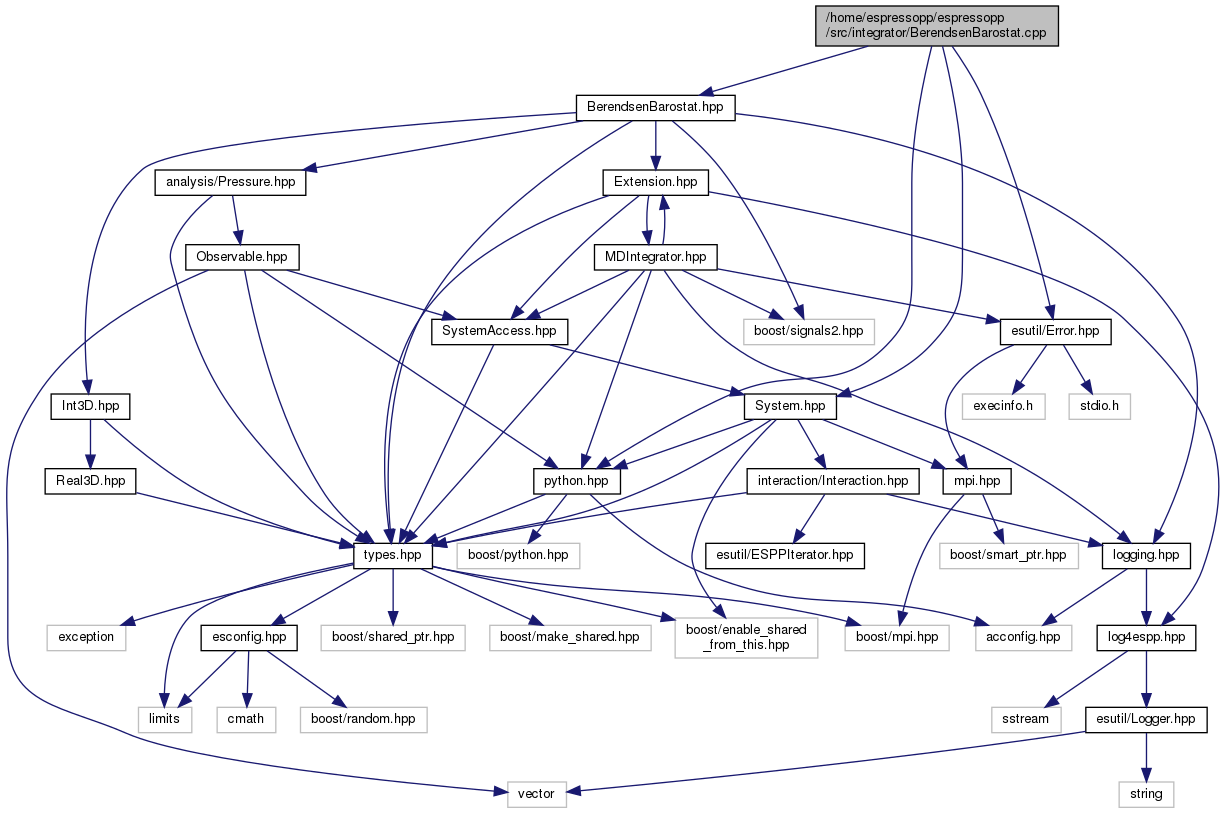 /home/espressopp/espressopp
/src/integrator/BerendsenBarostat.cpp
BerendsenBarostat.hpp
analysis/Pressure.hpp
Extension.hpp
Observable.hpp
MDIntegrator.hpp
SystemAccess.hpp
boost/signals2.hpp
esutil/Error.hpp
Int3D.hpp
System.hpp
execinfo.h
stdio.h
Real3D.hpp
python.hpp
interaction/Interaction.hpp
mpi.hpp
types.hpp
boost/python.hpp
esutil/ESPPIterator.hpp
boost/smart_ptr.hpp
logging.hpp
exception
esconfig.hpp
boost/shared_ptr.hpp
boost/make_shared.hpp
boost/enable_shared
_from_this.hpp
boost/mpi.hpp
acconfig.hpp
log4espp.hpp
limits
cmath
boost/random.hpp
sstream
esutil/Logger.hpp
vector
string